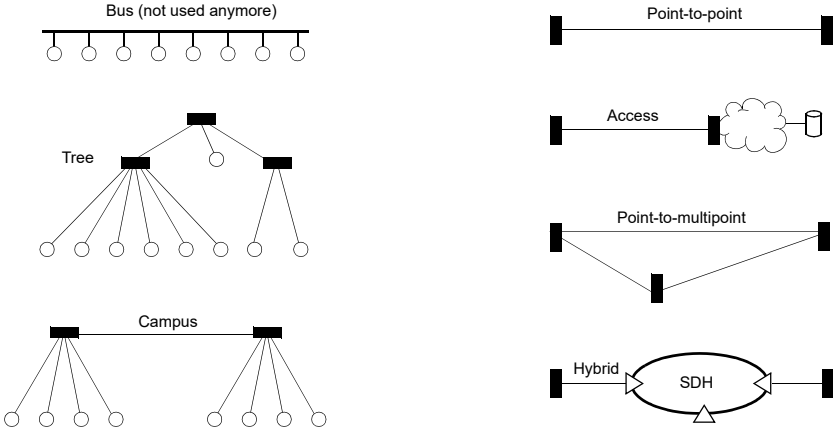 Bus (not used anymore)
Tree
Campus
Point-to-point
Access
Point-to-multipoint
Hybrid
SDH